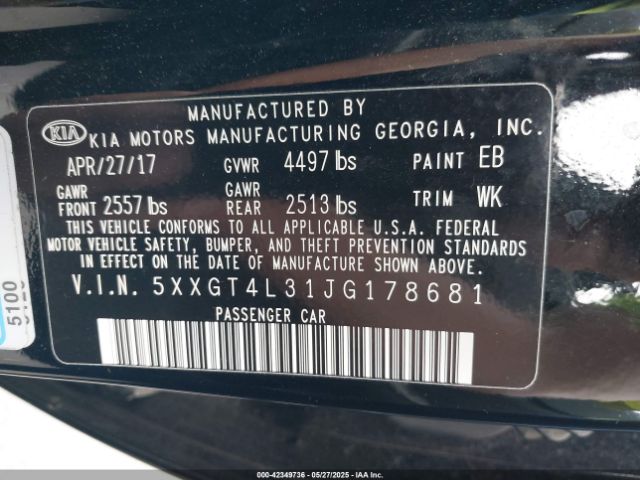 MANUFACTURED BY
KIA KIA MOTORS MANUFACTURING GEORGIA, INC.
APR/27/17 GVWR 4497 lbs PAINT EB
GAWR FRONT 2557 lbs GAWR REAR 2513 lbs TRIM WK
THIS VEHICLE CONFORMS TO ALL APPLICABLE U.S.A. FEDERAL
MOTOR VEHICLE SAFETY, BUMPER, AND THEFT PREVENTION STANDARDS
IN EFFECT ON THE DATE OF MANUFACTURE SHOWN ABOVE.
V.I.N. 5XXGT4L31JG178681
PASSENGER CAR
5100
000-42349736 - 05/27/2025 - IAA, Inc.